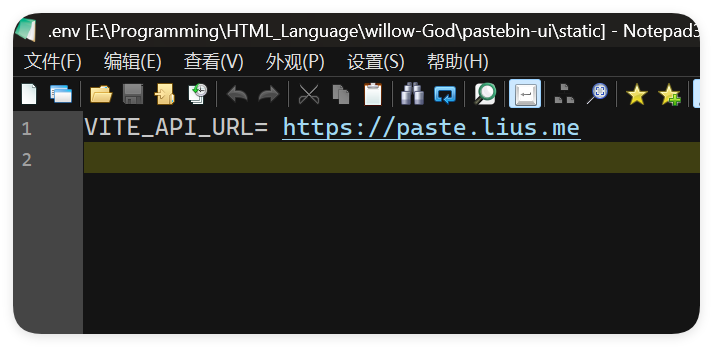 .env [E:\Programming\HTML_Language\willow-God\pastebin-ui\static] - Notepad3
文件(F) 编辑(E) 查看(V) 外观(P) 设置(S) 帮助(H)
1 VITE_API_URL= https://paste.lius.me
2